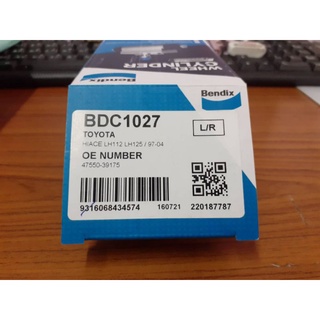 WHEEL
CYLINDER
Bendix
BDC1027
L/R
TOYOTA
HIACE LH112 LH125 / 97-04
OE NUMBER
47550-39175
9316068434574
160721
220187787